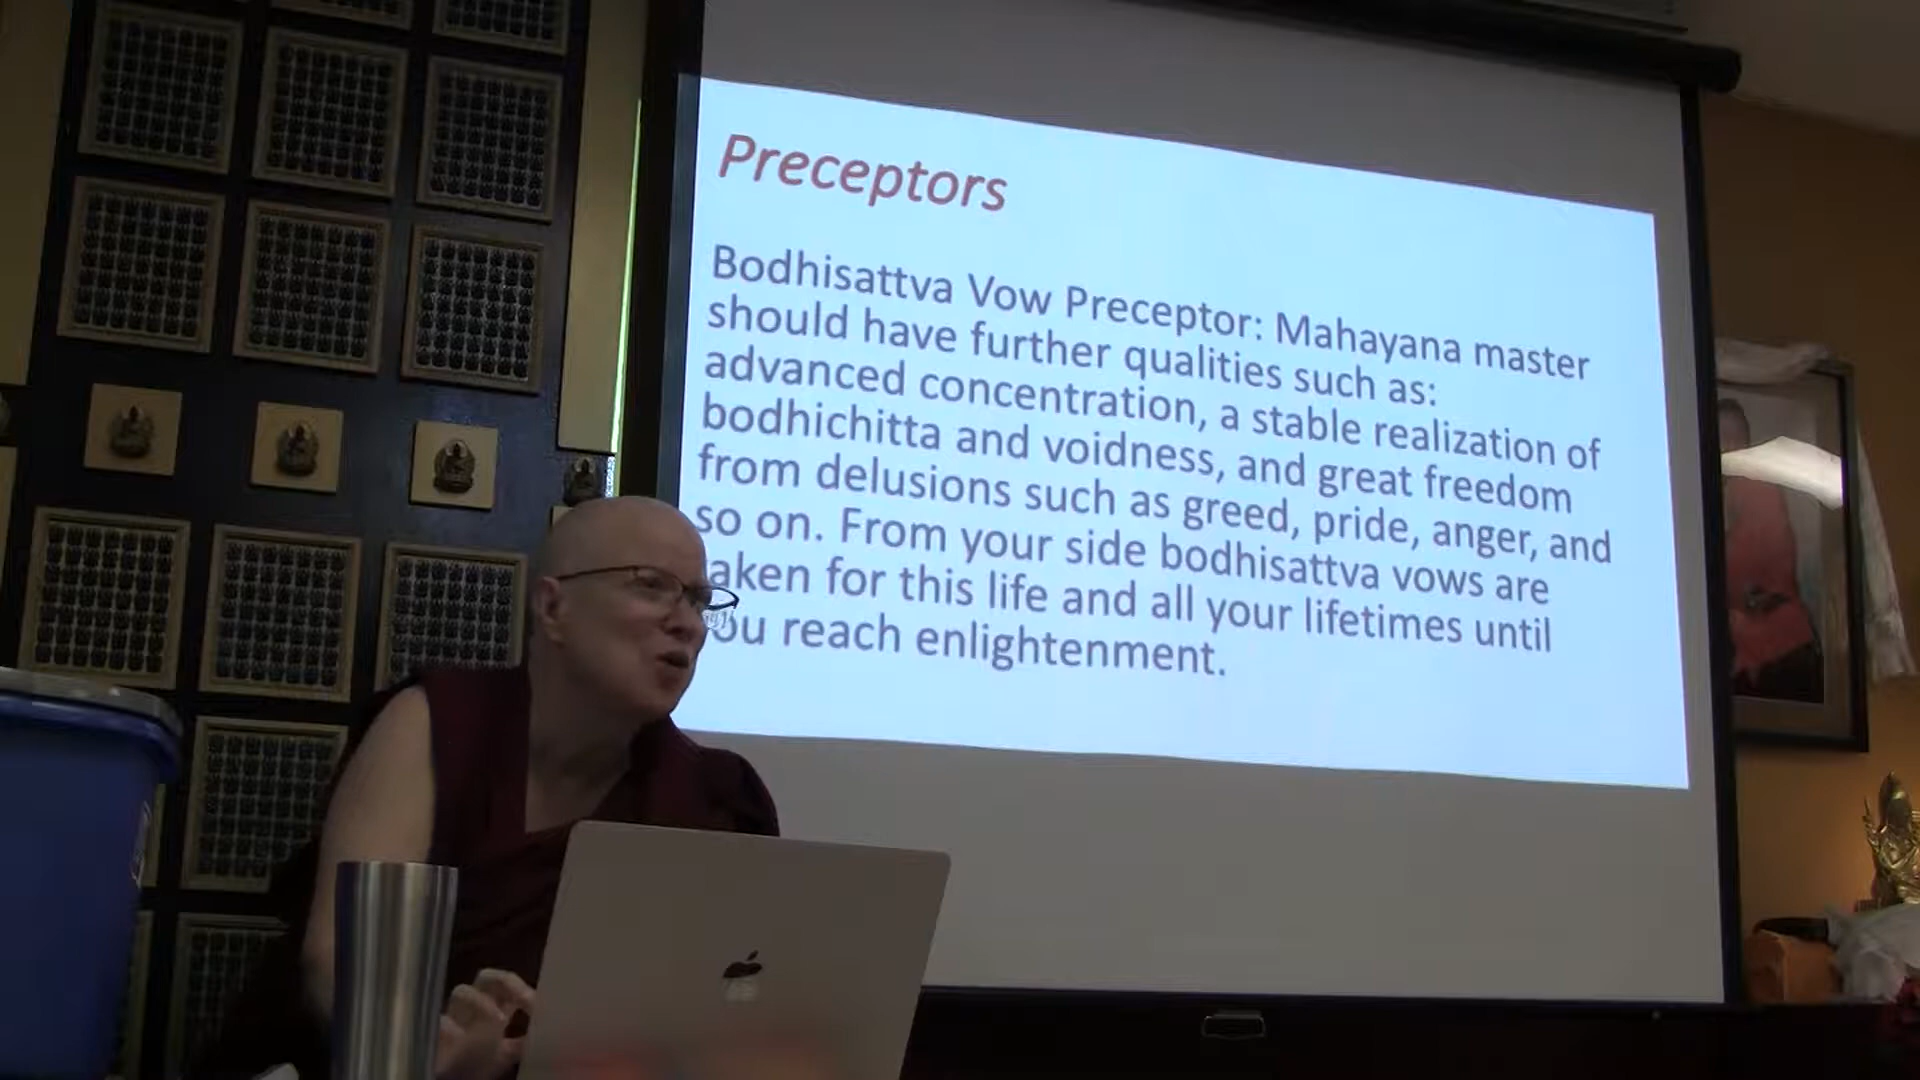 Preceptors
Bodhisattva Vow Preceptor: Mahayana master
should have further qualities such as:
advanced concentration, a stable realization of
bodhichitta and voidness, and great freedom
from delusions such as greed, pride, anger, and
so on. From your side bodhisattva vows are
aken for this life and all your lifetimes until
ou reach enlightenment.